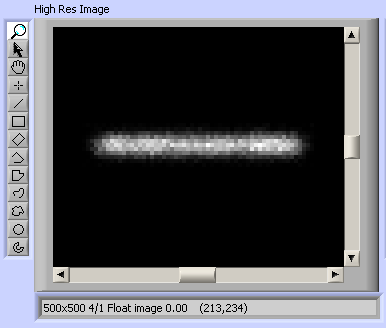 High Res Image
500x500 4/1 Float image 0.00 (213,234)